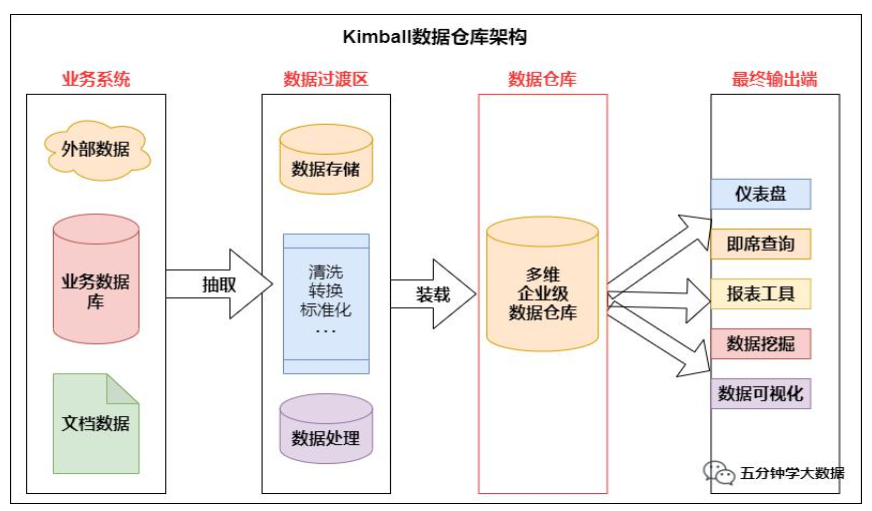 Kimball数据仓库架构
业务系统
数据过渡区
数据仓库
最终输出端
外部数据
业务数据
库
文档数据
抽取
数据存储
清洗
转换
标准化
...
数据处理
装载
多维
企业级
数据仓库
仪表盘
即席查询
报表工具
数据挖掘
数据可视化
五分钟学大数据